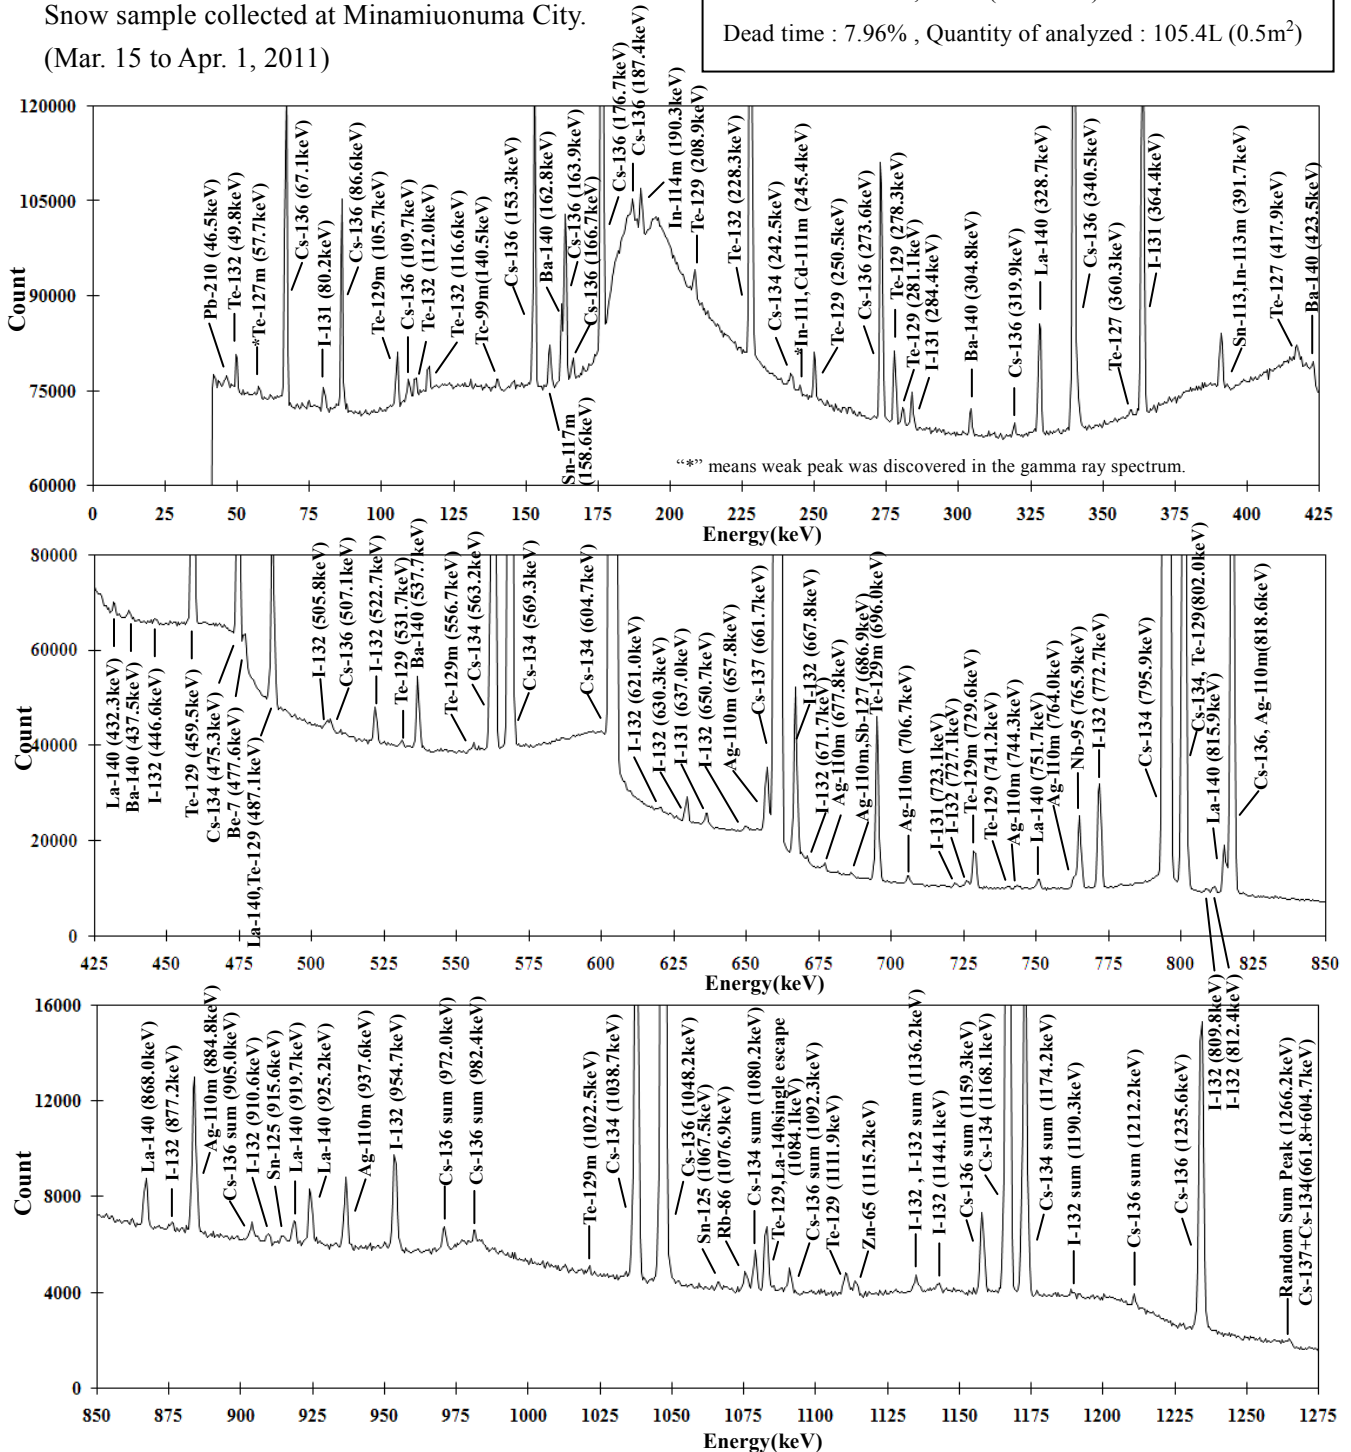 Snow sample collected at Minamiuonuma City.
(Mar. 15 to Apr. 1, 2011)
Dead time : 7.96% , Quantity of analyzed : 105.4L (0.5m²)
120000
105000
90000
75000
60000
Count
Pb-210 (46.5keV)
Te-132 (49.8keV)
*Te-127m (57.7keV)
Cs-136 (67.1keV)
I-131 (80.2keV)
Cs-136 (86.6keV)
Te-129m (105.7keV)
Cs-136 (109.7keV)
Te-132 (112.0keV)
Te-132 (116.6keV)
Tc-99m(140.5keV)
Cs-136 (153.3keV)
Sn-117m
(158.6keV)
Ba-140 (162.8keV)
Cs-136 (163.9keV)
Cs-136 (166.7keV)
Cs-136 (176.7keV)
Cs-136 (187.4keV)
In-114m (190.3keV)
Te-129 (208.9keV)
Te-132 (228.3keV)
Cs-134 (242.5keV)
*In-111,Cd-111m (245.4keV)
Te-129 (250.5keV)
Cs-136 (273.6keV)
Te-129 (278.3keV)
Te-129 (281.1keV)
I-131 (284.4keV)
Ba-140 (304.8keV)
Cs-136 (319.9keV)
La-140 (328.7keV)
Cs-136 (340.5keV)
Te-127 (360.3keV)
I-131 (364.4keV)
Sn-113,In-113m (391.7keV)
Te-127 (417.9keV)
Ba-140 (423.5keV)
“*” means weak peak was discovered in the gamma ray spectrum.
0 25 50 75 100 125 150 175 200 225 250 275 300 325 350 375 400 425
Energy(keV)
80000
60000
40000
20000
0
Count
La-140 (432.3keV)
Ba-140 (437.5keV)
I-132 (446.6keV)
Te-129 (459.5keV)
Cs-134 (475.3keV)
Be-7 (477.6keV)
La-140,Te-129 (487.1keV)
I-132 (505.8keV)
Cs-136 (507.1keV)
I-132 (522.7keV)
Te-129 (531.7keV)
Ba-140 (537.7keV)
Te-129m (556.7keV)
Cs-134 (563.2keV)
Cs-134 (569.3keV)
Cs-134 (604.7keV)
I-132 (621.0keV)
I-132 (630.3keV)
I-131 (637.0keV)
I-132 (650.7keV)
Ag-110m (657.8keV)
Cs-137 (661.7keV)
I-132 (667.8keV)
I-132 (671.7keV)
Ag-110m (677.8keV)
Ag-110m,Sb-127 (686.9keV)
Te-129m (696.0keV)
Ag-110m (706.7keV)
I-131 (723.1keV)
I-132 (727.1keV)
Te-129m (729.6keV)
Te-129 (741.2keV)
Ag-110m (744.3keV)
La-140 (751.7keV)
Ag-110m (764.0keV)
Nb-95 (765.9keV)
I-132 (772.7keV)
Cs-134 (795.9keV)
Cs-134, Te-129(802.0keV)
La-140 (815.9keV)
Cs-136, Ag-110m(818.6keV)
I-132 (809.8keV)
I-132 (812.4keV)
425 450 475 500 525 550 575 600 625 650 675 700 725 750 775 800 825 850
Energy(keV)
16000
12000
8000
4000
0
Count
La-140 (868.0keV)
I-132 (877.2keV)
Ag-110m (884.8keV)
Cs-136 sum (905.0keV)
I-132 (910.6keV)
Sn-125 (915.6keV)
La-140 (919.7keV)
La-140 (925.2keV)
Ag-110m (937.6keV)
I-132 (954.7keV)
Cs-136 sum (972.0keV)
Cs-136 sum (982.4keV)
Te-129m (1022.5keV)
Cs-134 (1038.7keV)
Cs-136 (1048.2keV)
Sn-125 (1067.5keV)
Rb-86 (1076.9keV)
Cs-134 sum (1080.2keV)
Te-129,La-140single escape
(1084.1keV)
Cs-136 sum (1092.3keV)
Te-129 (1111.9keV)
Zn-65 (1115.2keV)
I-132 , I-132 sum (1136.2keV)
I-132 (1144.1keV)
Cs-136 sum (1159.3keV)
Cs-134 (1168.1keV)
Cs-134 sum (1174.2keV)
I-132 sum (1190.3keV)
Cs-136 sum (1212.2keV)
Cs-136 (1235.6keV)
Random Sum Peak (1266.2keV)
Cs-137+Cs-134(661.8+604.7keV)
850 875 900 925 950 975 1000 1025 1050 1075 1100 1125 1150 1175 1200 1225 1250 1275
Energy(keV)